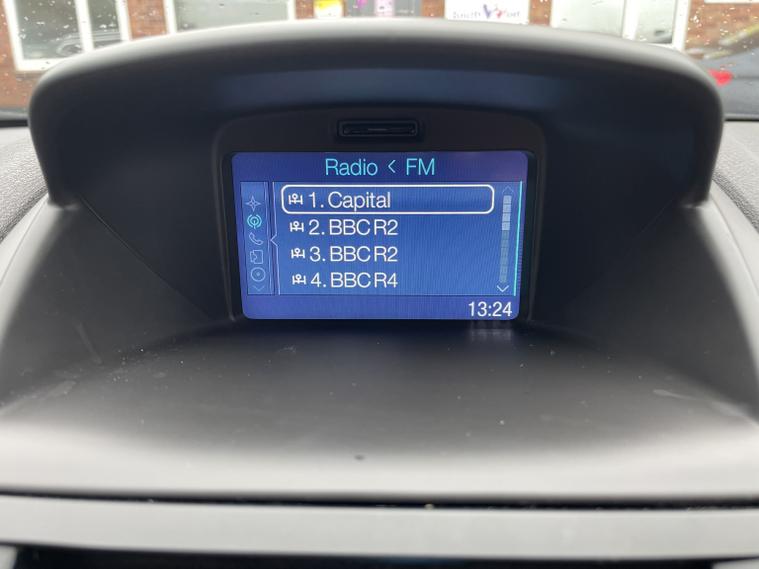 Radio < FM
1. Capital
2. BBC R2
3. BBC R2
4. BBC R4
13:24